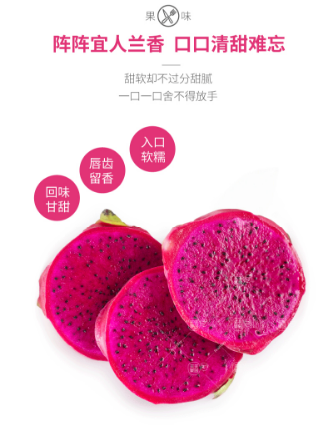 果味
阵阵宜人兰香 口口清甜难忘
甜软却不过分甜腻
一口一口舍不得放手
入口
软糯
唇齿
留香
回味
甘甜